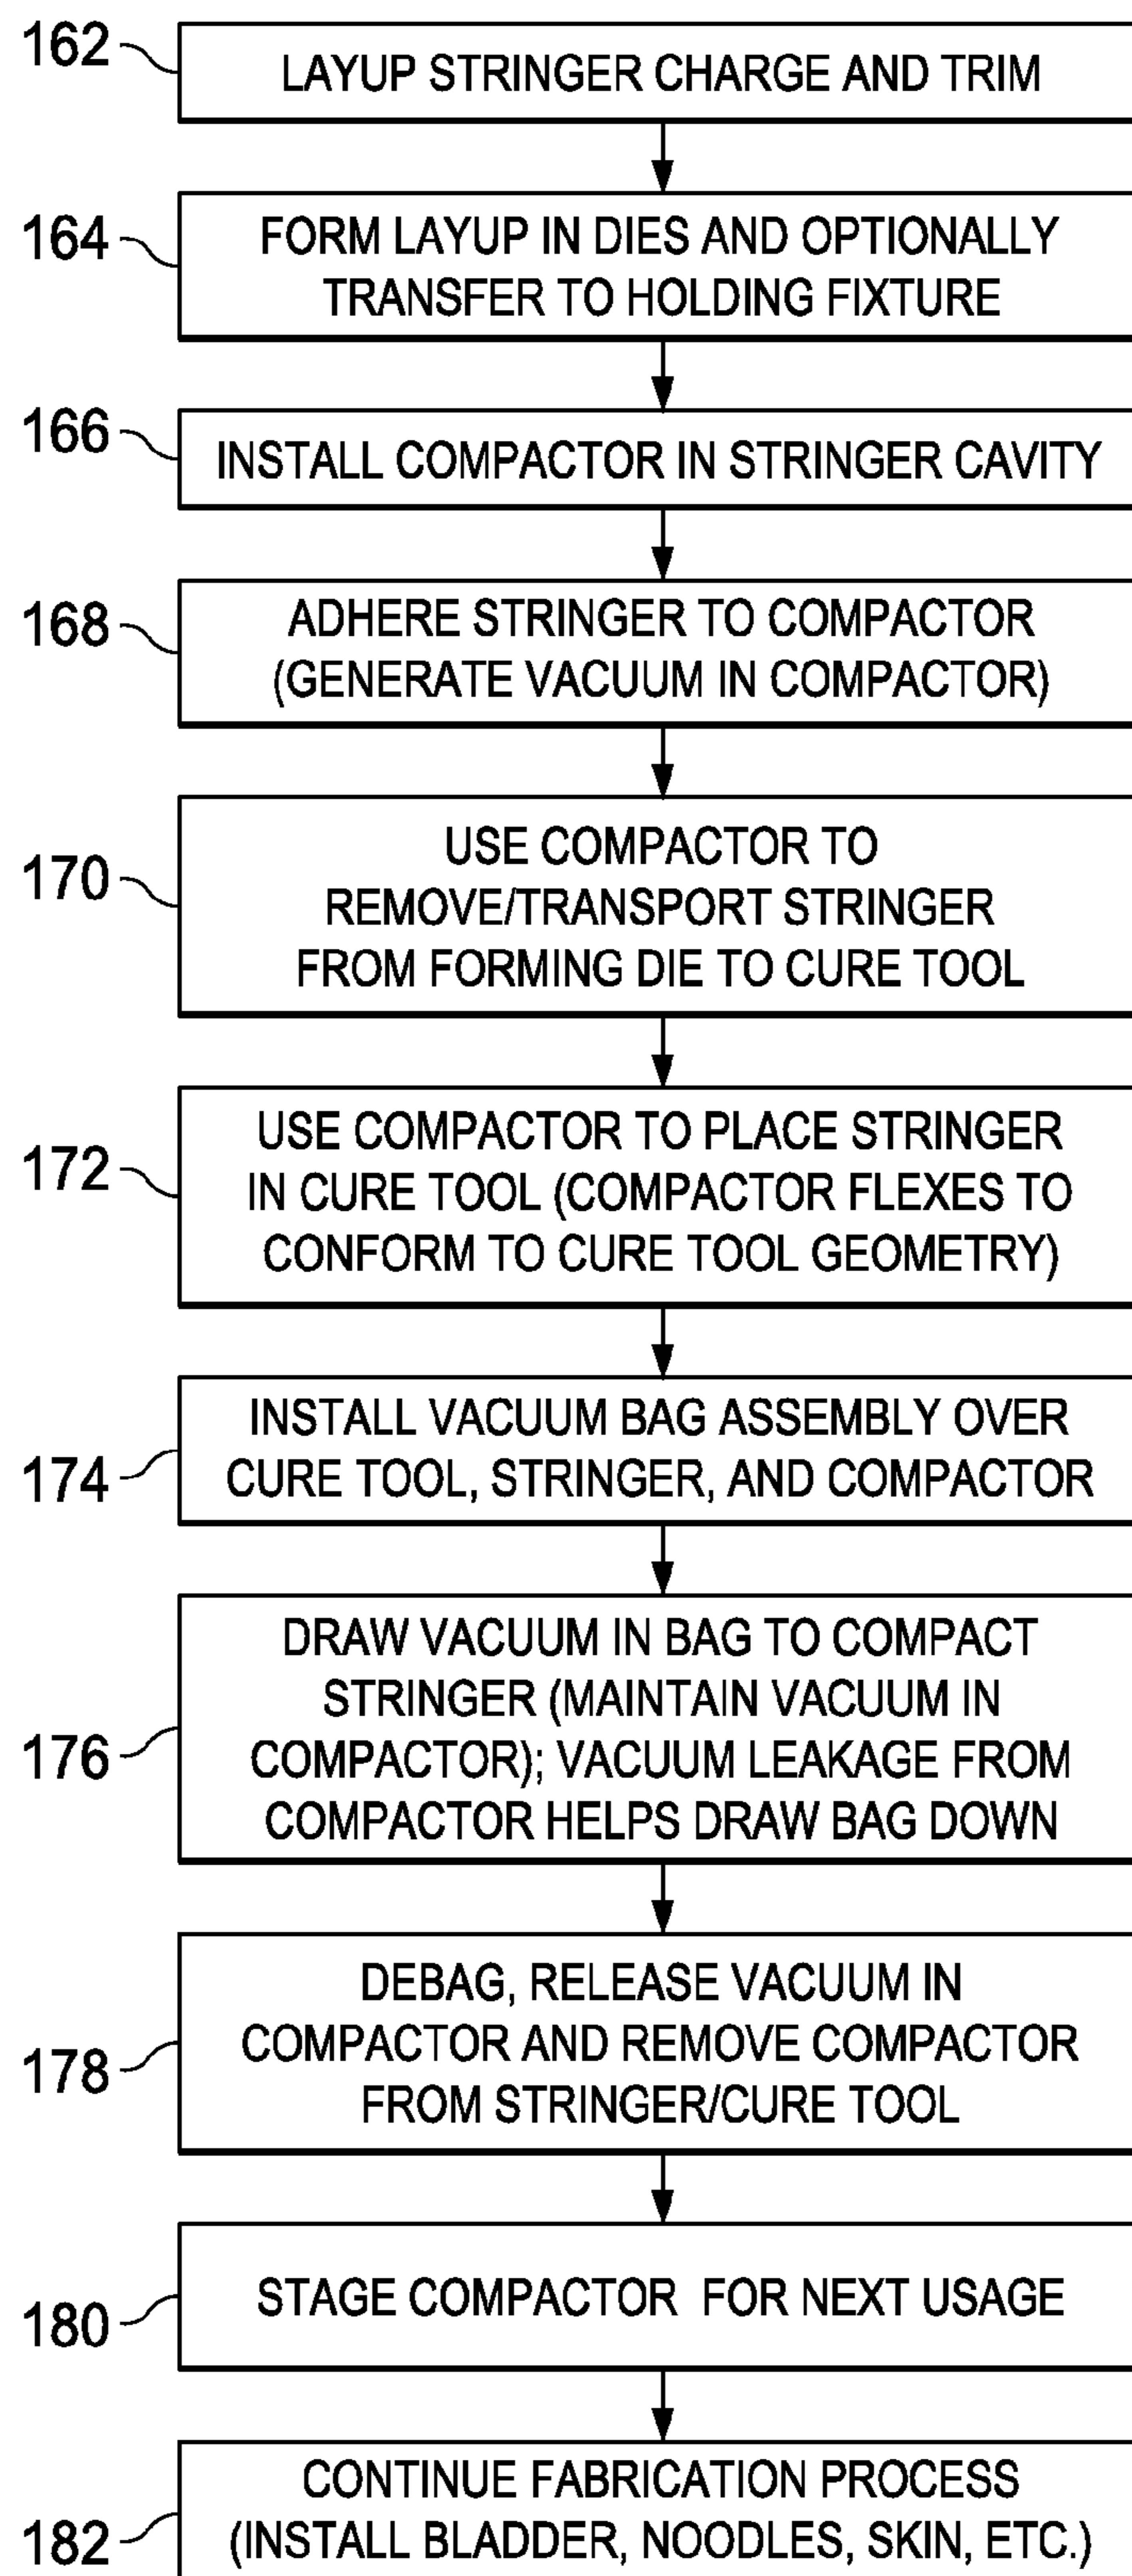 162
LAYUP STRINGER CHARGE AND TRIM
164
FORM LAYUP IN DIES AND OPTIONALLY
TRANSFER TO HOLDING FIXTURE
166
INSTALL COMPACTOR IN STRINGER CAVITY
168
ADHERE STRINGER TO COMPACTOR
(GENERATE VACUUM IN COMPACTOR)
170
USE COMPACTOR TO
REMOVE/TRANSPORT STRINGER
FROM FORMING DIE TO CURE TOOL
172
USE COMPACTOR TO PLACE STRINGER
IN CURE TOOL (COMPACTOR FLEXES TO
CONFORM TO CURE TOOL GEOMETRY)
174
INSTALL VACUUM BAG ASSEMBLY OVER
CURE TOOL, STRINGER, AND COMPACTOR
176
DRAW VACUUM IN BAG TO COMPACT
STRINGER (MAINTAIN VACUUM IN
COMPACTOR); VACUUM LEAKAGE FROM
COMPACTOR HELPS DRAW BAG DOWN
178
DEBAG, RELEASE VACUUM IN
COMPACTOR AND REMOVE COMPACTOR
FROM STRINGER/CURE TOOL
180
STAGE COMPACTOR FOR NEXT USAGE
182
CONTINUE FABRICATION PROCESS
(INSTALL BLADDER, NOODLES, SKIN, ETC.)